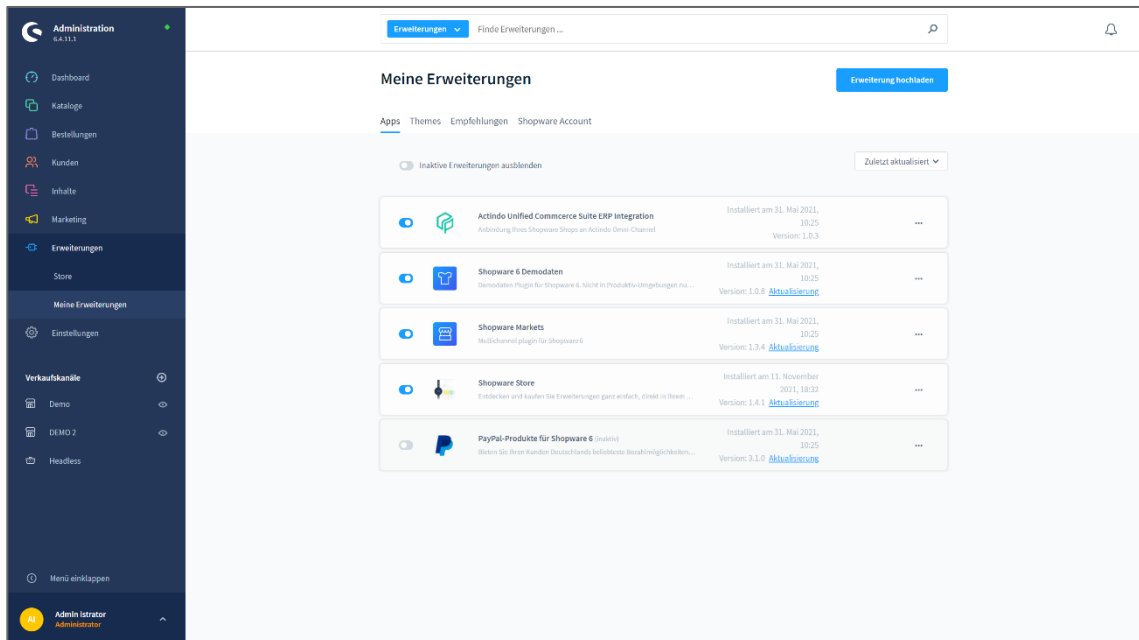 Administration
6.4.11.1
Dashboard
Kataloge
Bestellungen
Kunden
Inhalte
Marketing
Erweiterungen
Store
Meine Erweiterungen
Einstellungen
Verkaufskanäle
Demo
DEMO 2
Headless
Menü einklappen
AI
Admin istrator
Administrator
Erweiterungen
Finde Erweiterungen ...
Meine Erweiterungen
Erweiterung hochladen
Apps Themes Empfehlungen Shopware Account
Inaktive Erweiterungen ausblenden
Zuletzt aktualisiert
Actindo Unified Commcerce Suite ERP Integration
Anbindung Ihres Shopware Shops an Actindo Omni-Channel
Installiert am 31. Mai 2021,
10:25
Version: 1.0.3
Shopware 6 Demodaten
Demodaten Plugin für Shopware 6. Nicht in Produktiv-Umgebungen nu...
Installiert am 31. Mai 2021,
10:25
Version: 1.0.8 Aktualisierung
Shopware Markets
Multichannel plugin für Shopware 6
Installiert am 31. Mai 2021,
10:25
Version: 1.3.4 Aktualisierung
Shopware Store
Entdecken und kaufen Sie Erweiterungen ganz einfach, direkt in Ihrem ...
Installiert am 11. November
2021, 18:32
Version: 1.4.1 Aktualisierung
PayPal-Produkte für Shopware 6 (inaktiv)
Bieten Sie Ihren Kunden Deutschlands beliebteste Bezahlmöglichkeiten ...
Installiert am 31. Mai 2021,
10:25
Version: 3.1.0 Aktualisierung